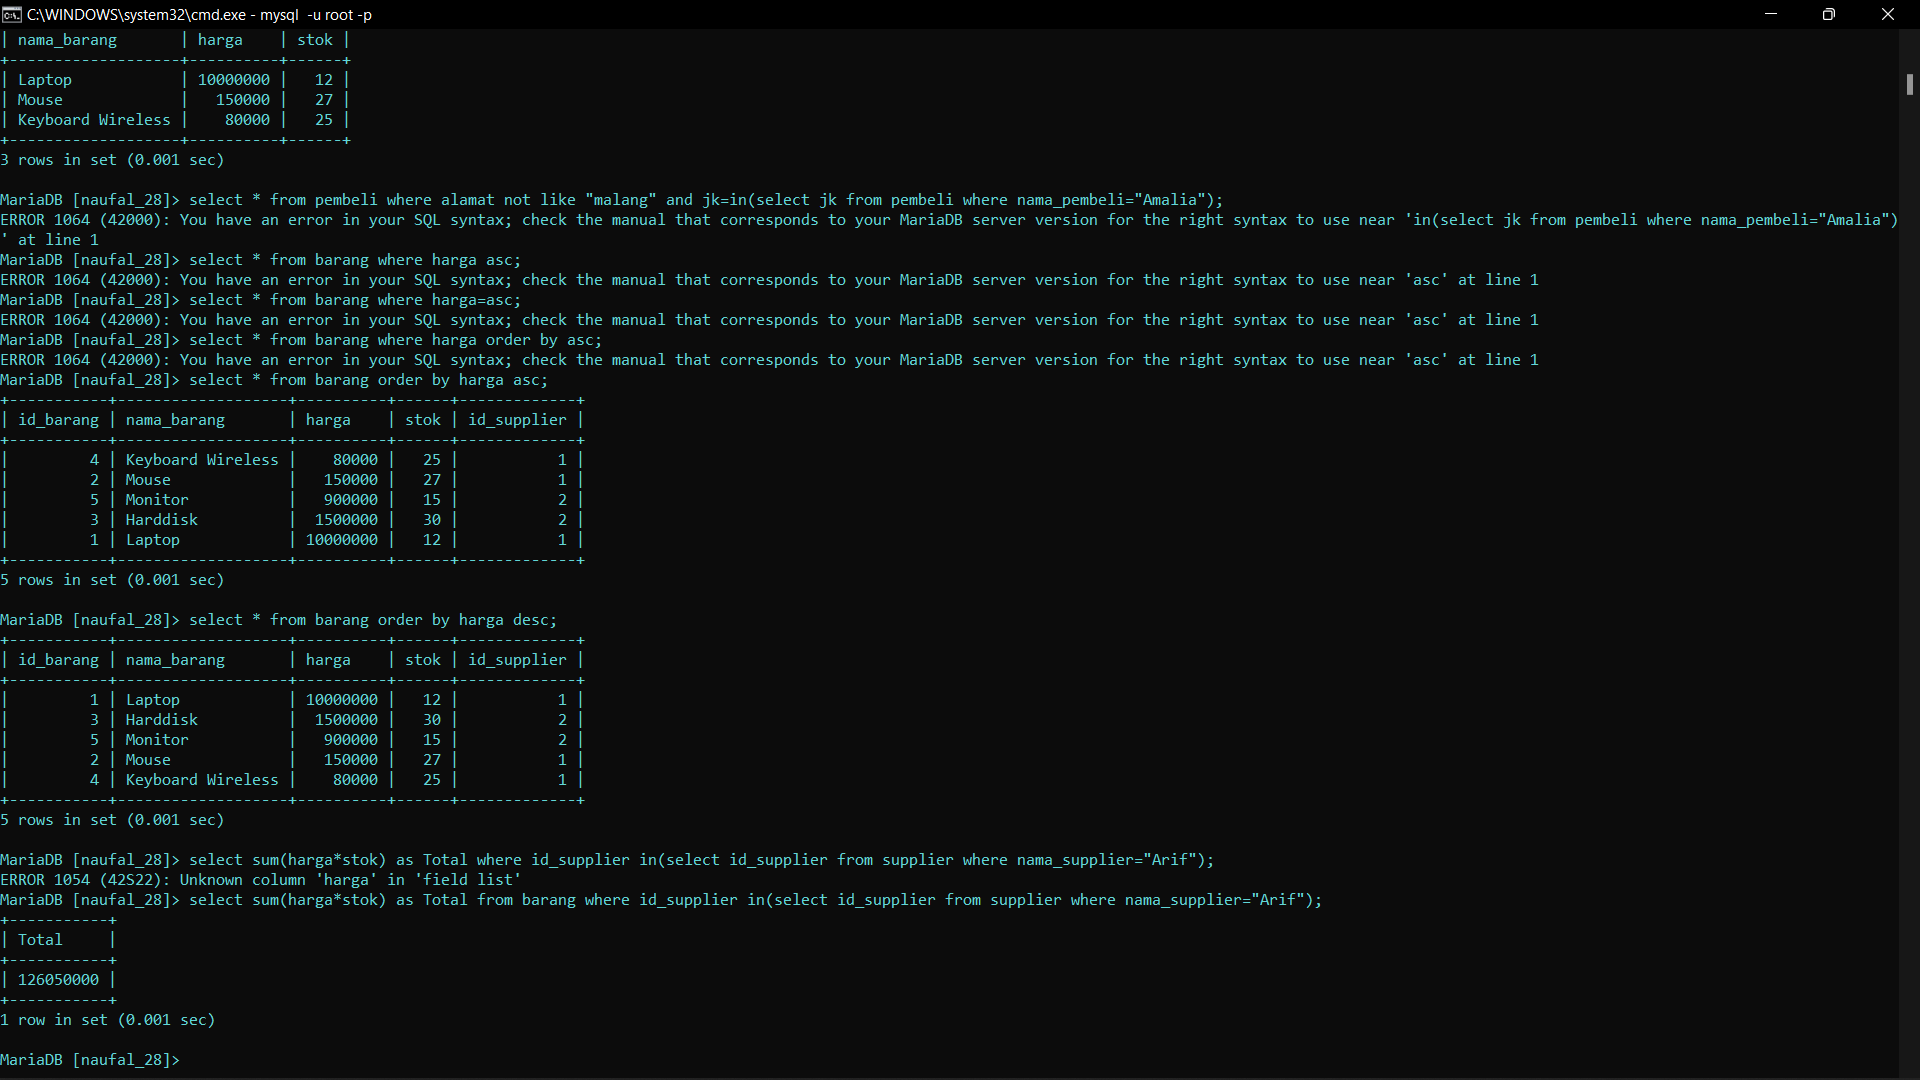 C:\WINDOWS\system32\cmd.exe - mysql  -u root -p
| nama_barang       | harga    | stok |
+-------------------+----------+------+
| Laptop            | 10000000 |   12 |
| Mouse             |   150000 |   27 |
| Keyboard Wireless |    80000 |   25 |
+-------------------+----------+------+
3 rows in set (0.001 sec)
MariaDB [naufal_28]> select * from pembeli where alamat not like "malang" and jk=in(select jk from pembeli where nama_pembeli="Amalia");
ERROR 1064 (42000): You have an error in your SQL syntax; check the manual that corresponds to your MariaDB server version for the right syntax to use near 'in(select jk from pembeli where nama_pembeli="Amalia")
' at line 1
MariaDB [naufal_28]> select * from barang where harga asc;
ERROR 1064 (42000): You have an error in your SQL syntax; check the manual that corresponds to your MariaDB server version for the right syntax to use near 'asc' at line 1
MariaDB [naufal_28]> select * from barang where harga=asc;
ERROR 1064 (42000): You have an error in your SQL syntax; check the manual that corresponds to your MariaDB server version for the right syntax to use near 'asc' at line 1
MariaDB [naufal_28]> select * from barang where harga order by asc;
ERROR 1064 (42000): You have an error in your SQL syntax; check the manual that corresponds to your MariaDB server version for the right syntax to use near 'asc' at line 1
MariaDB [naufal_28]> select * from barang order by harga asc;
+-----------+-------------------+----------+------+-------------+
| id_barang | nama_barang       | harga    | stok | id_supplier |
+-----------+-------------------+----------+------+-------------+
|         4 | Keyboard Wireless |    80000 |   25 |           1 |
|         2 | Mouse             |   150000 |   27 |           1 |
|         5 | Monitor           |   900000 |   15 |           2 |
|         3 | Harddisk          |  1500000 |   30 |           2 |
|         1 | Laptop            | 10000000 |   12 |           1 |
+-----------+-------------------+----------+------+-------------+
5 rows in set (0.001 sec)
MariaDB [naufal_28]> select * from barang order by harga desc;
+-----------+-------------------+----------+------+-------------+
| id_barang | nama_barang       | harga    | stok | id_supplier |
+-----------+-------------------+----------+------+-------------+
|         1 | Laptop            | 10000000 |   12 |           1 |
|         3 | Harddisk          |  1500000 |   30 |           2 |
|         5 | Monitor           |   900000 |   15 |           2 |
|         2 | Mouse             |   150000 |   27 |           1 |
|         4 | Keyboard Wireless |    80000 |   25 |           1 |
+-----------+-------------------+----------+------+-------------+
5 rows in set (0.001 sec)
MariaDB [naufal_28]> select sum(harga*stok) as Total where id_supplier in(select id_supplier from supplier where nama_supplier="Arif");
ERROR 1054 (42S22): Unknown column 'harga' in 'field list'
MariaDB [naufal_28]> select sum(harga*stok) as Total from barang where id_supplier in(select id_supplier from supplier where nama_supplier="Arif");
+-----------+
| Total     |
+-----------+
| 126050000 |
+-----------+
1 row in set (0.001 sec)
MariaDB [naufal_28]>